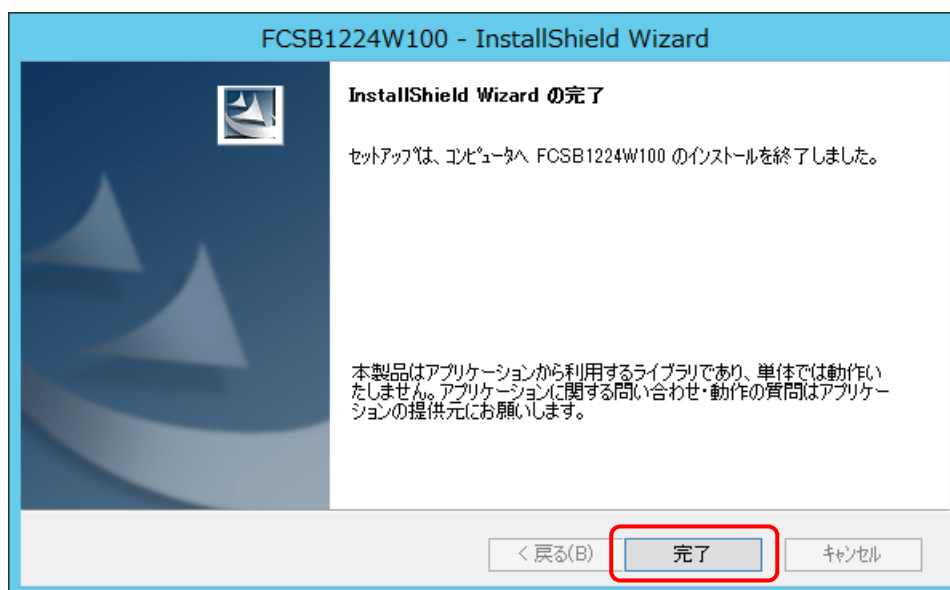 FCSB1224W100 - InstallShield Wizard
InstallShield Wizard の完了
セットアップは、コンピュータへ FCSB1224W100 のインストールを終了しました。
本製品はアプリケーションから利用するライブラリであり、単体では動作い
たしません。アプリケーションに関する問い合わせ・動作の質問はアプリケー
ションの提供元にお願いします。
< 戻る(B)
完了
キャンセル